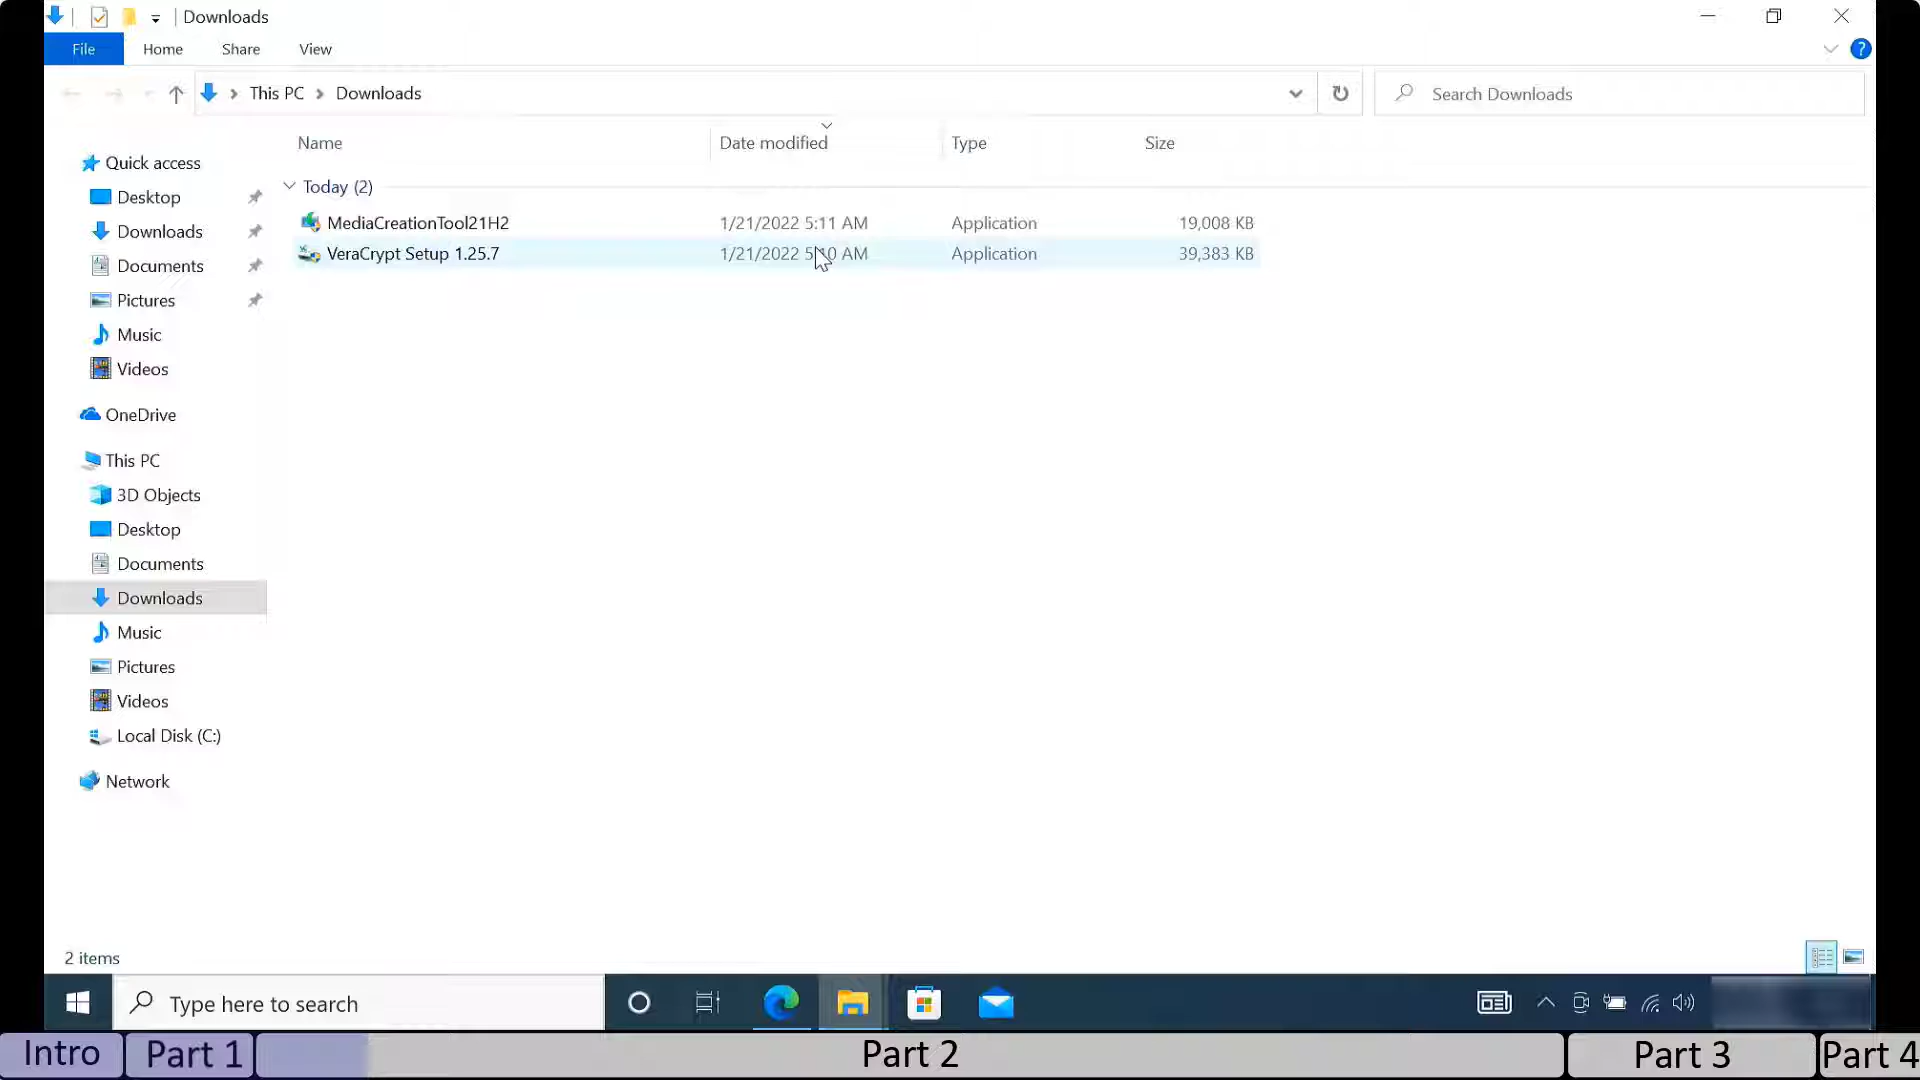 Downloads
File Home Share View
This PC Downloads
Search Downloads
Name Date modified Type Size
Today (2)
MediaCreationTool21H2 1/21/2022 5:11 AM Application 19,008 KB
VeraCrypt Setup 1.25.7 1/21/2022 5:10 AM Application 39,383 KB
Quick access
Desktop
Downloads
Documents
Pictures
Music
Videos
OneDrive
This PC
3D Objects
Desktop
Documents
Downloads
Music
Pictures
Videos
Local Disk (C:)
Network
2 items
Type here to search
Intro Part 1 Part 2 Part 3 Part 4